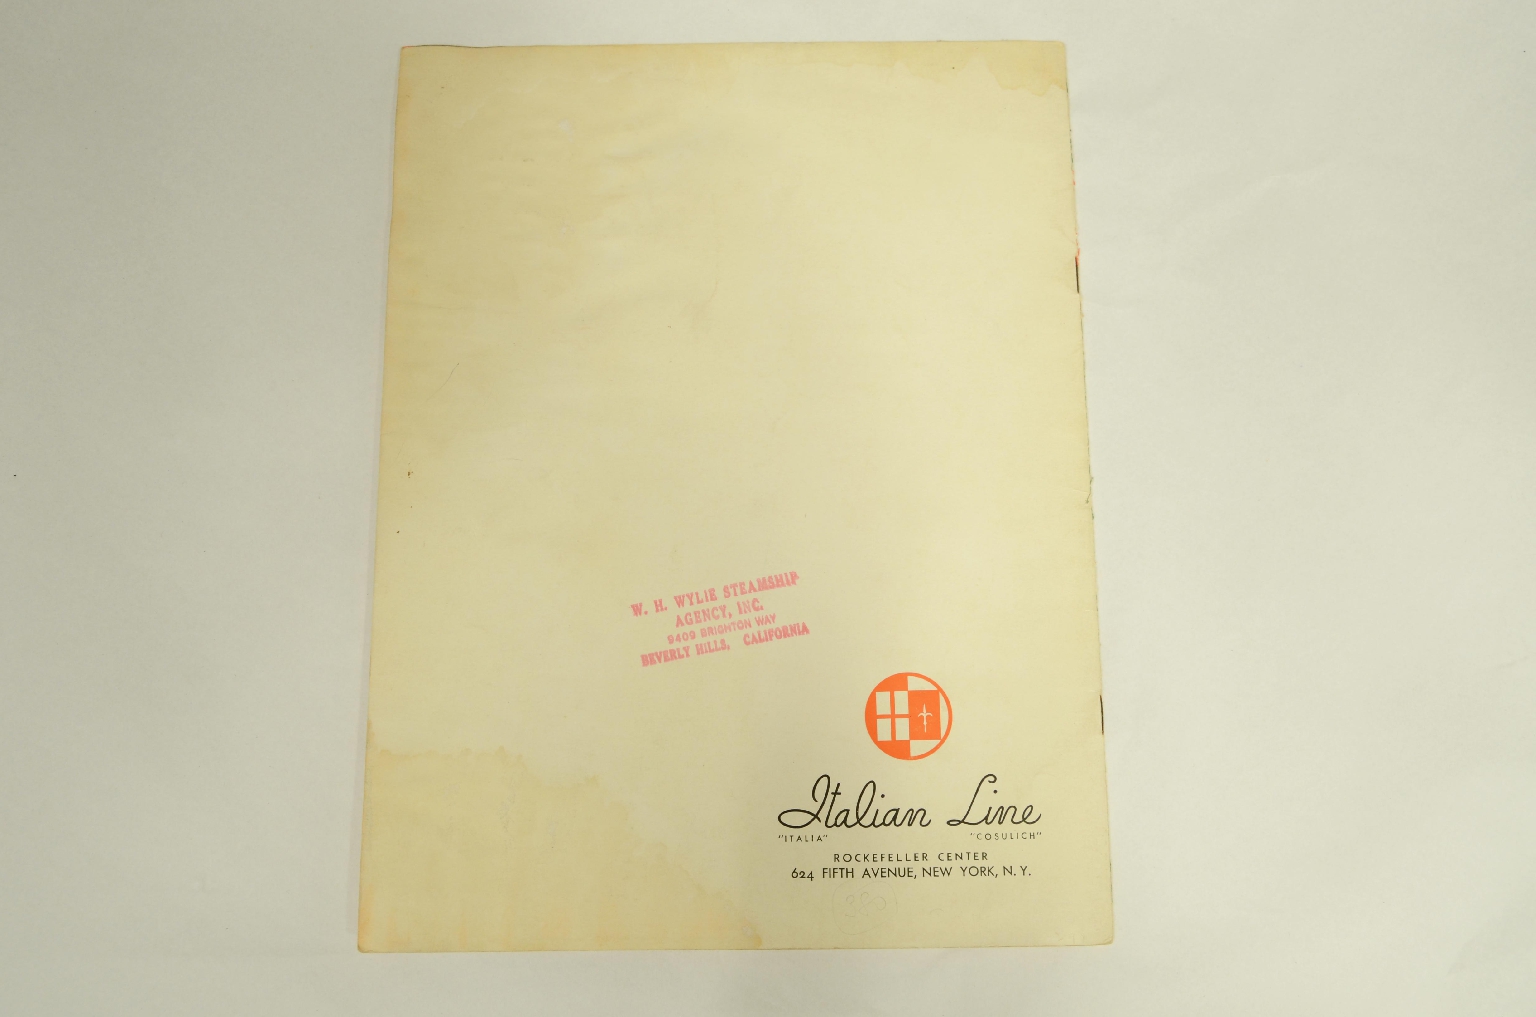 W. H. WYLIE STEAMSHIP
AGENCY, INC.
9409 BRIGHTON WAY
BEVERLY HILLS, CALIFORNIA
Italian Line
"ITALIA" "COSULICH"
ROCKEFELLER CENTER
624 FIFTH AVENUE, NEW YORK, N. Y.